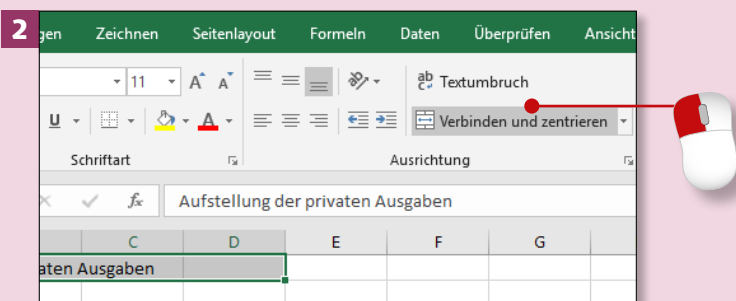 2
gen Zeichnen Seitenlayout Formeln Daten Überprüfen Ansicht
11 A A ab c Textumbruch
U A Verbinden und zentrieren
Schriftart Ausrichtung
fx Aufstellung der privaten Ausgaben
C D E F G
aten Ausgaben